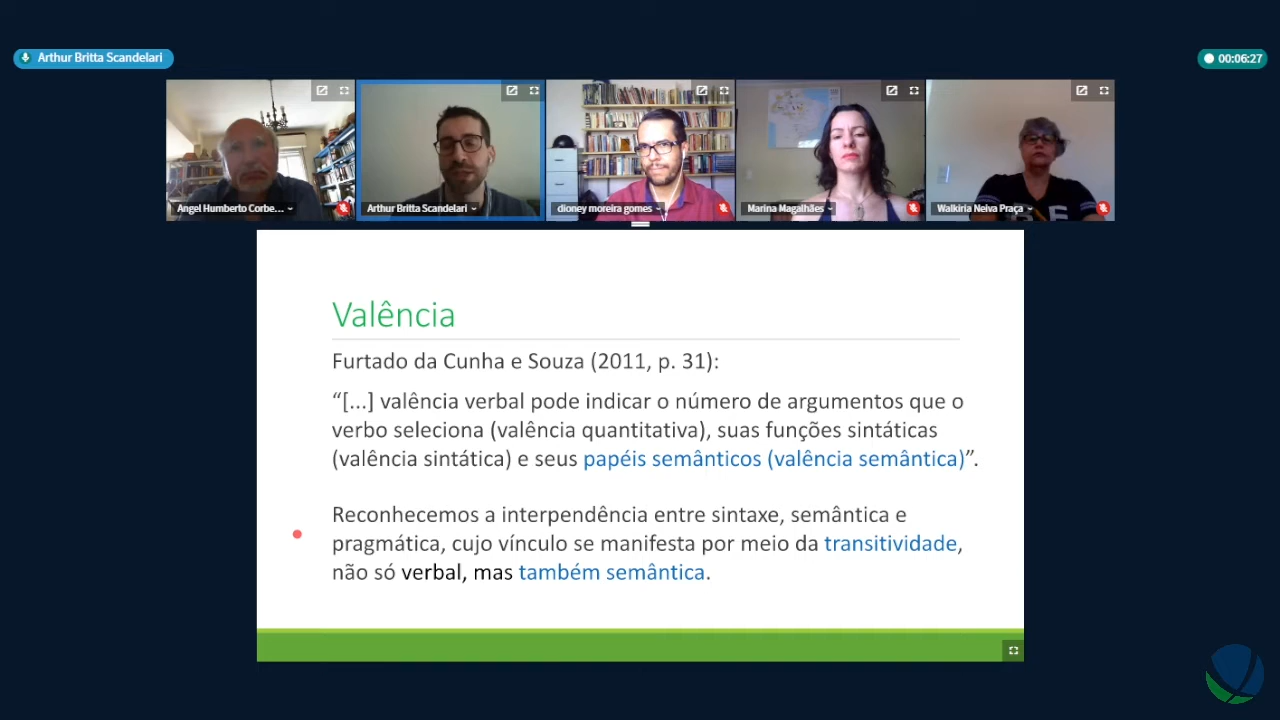 Arthur Britta Scandelari
00:06:27
Angel Humberto Corbe...
Arthur Britta Scandelari
dioney moreira gomes
Marina Magalhães
Walkiria Neiva Praça
Valência
Furtado da Cunha e Souza (2011, p. 31):
“[...] valência verbal pode indicar o número de argumentos que o
verbo seleciona (valência quantitativa), suas funções sintáticas
(valência sintática) e seus papéis semânticos (valência semântica)”.
Reconhecemos a interpendência entre sintaxe, semântica e
pragmática, cujo vínculo se manifesta por meio da transitividade,
não só verbal, mas também semântica.